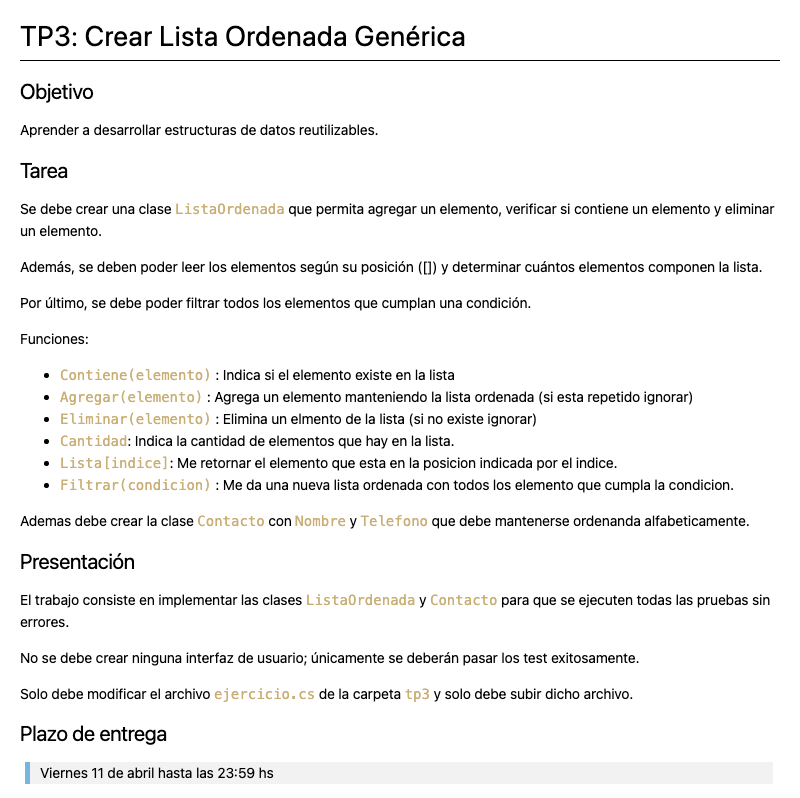 TP3: Crear Lista Ordenada Genérica
Objetivo
Aprender a desarrollar estructuras de datos reutilizables.
Tarea
Se debe crear una clase ListaOrdenada que permita agregar un elemento, verificar si contiene un elemento y eliminar
un elemento.
Además, se deben poder leer los elementos según su posición ([]) y determinar cuántos elementos componen la lista.
Por último, se debe poder filtrar todos los elementos que cumplan una condición.
Funciones:
• Contiene(elemento) : Indica si el elemento existe en la lista
• Agregar(elemento) : Agrega un elemento manteniendo la lista ordenada (si esta repetido ignorar)
• Eliminar(elemento) : Elimina un elmento de la lista (si no existe ignorar)
• Cantidad: Indica la cantidad de elementos que hay en la lista.
• Lista[indice]: Me retornar el elemento que esta en la posicion indicada por el indice.
• Filtrar(condicion) : Me da una nueva lista ordenada con todos los elemento que cumpla la condicion.
Ademas debe crear la clase Contacto con Nombre y Telefono que debe mantenerse ordenanda alfabeticamente.
Presentación
El trabajo consiste en implementar las clases ListaOrdenada y Contacto para que se ejecuten todas las pruebas sin
errores.
No se debe crear ninguna interfaz de usuario; únicamente se deberán pasar los test exitosamente.
Solo debe modificar el archivo ejercicio.cs de la carpeta tp3 y solo debe subir dicho archivo.
Plazo de entrega
Viernes 11 de abril hasta las 23:59 hs